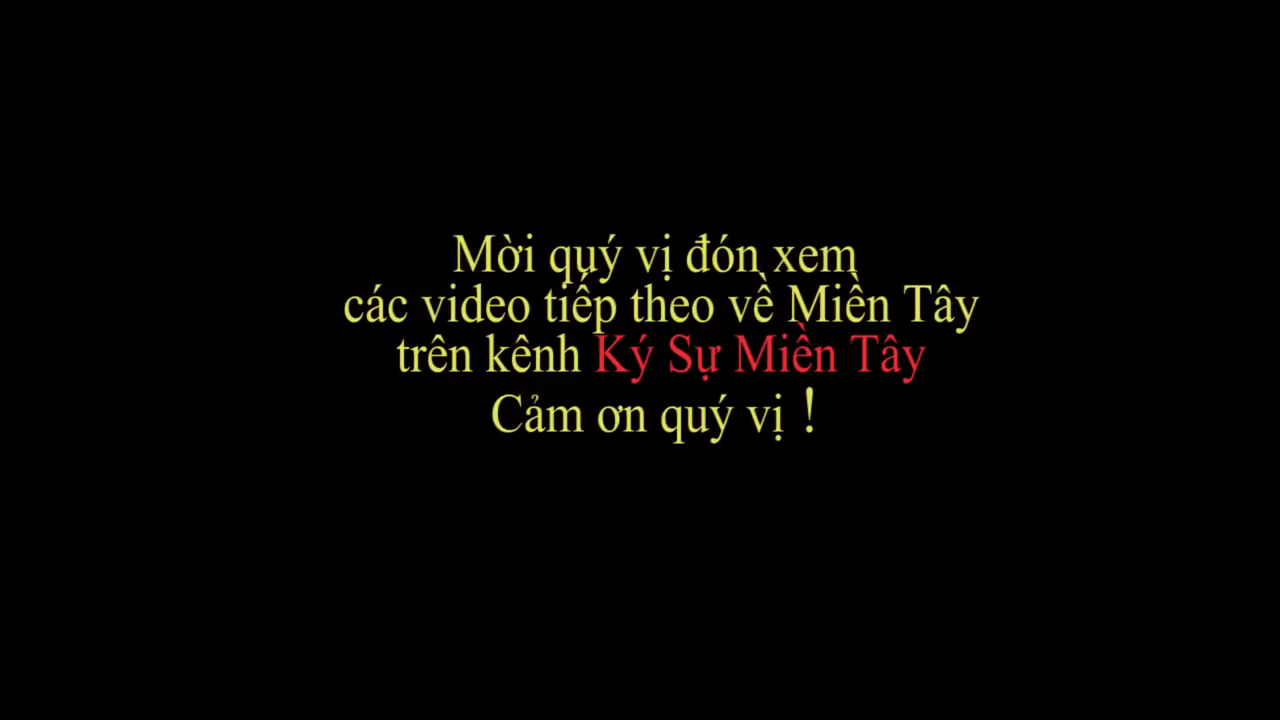 Mời quý vị đón xem
các video tiếp theo về Miền Tây
trên kênh Ký Sự Miền Tây
Cảm ơn quý vị !